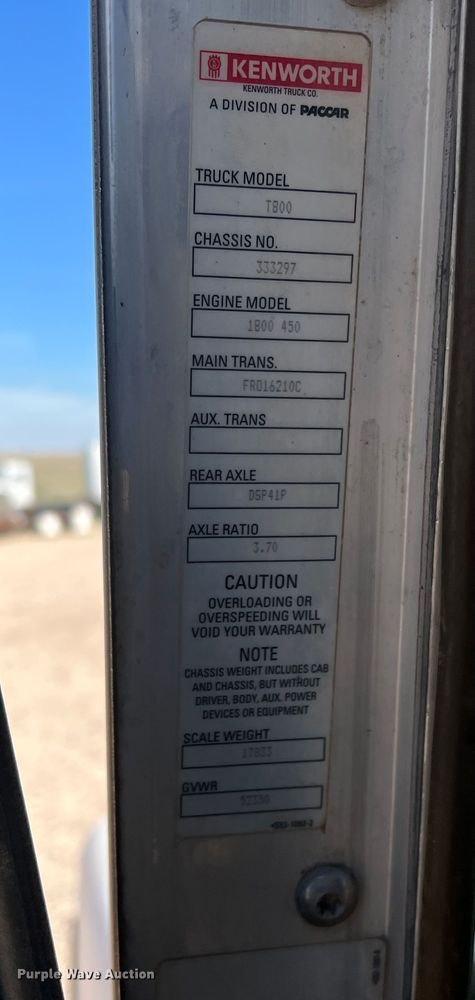 KENWORTH
KENWORTH TRUCK CO.
A DIVISION OF PACCAR
TRUCK MODEL
T800
CHASSIS NO.
333297
ENGINE MODEL
1800 450
MAIN TRANS.
FRO16210C
AUX. TRANS
REAR AXLE
DSP41P
AXLE RATIO
3.70
CAUTION
OVERLOADING OR
OVERSPEEDING WILL
VOID YOUR WARRANTY
NOTE
CHASSIS WEIGHT INCLUDES CAB
AND CHASSIS, BUT WITHOUT
DRIVER, BODY, AUX. POWER
DEVICES OR EQUIPMENT
SCALE WEIGHT
GVWR
52350
Purple Wave Auction